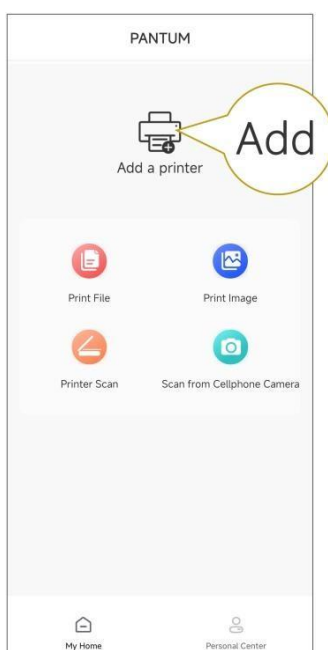 PANTUM
Add
Add a printer
Print File
Print Image
Printer Scan
Scan from Cellphone Camera
My Home
Personal Center